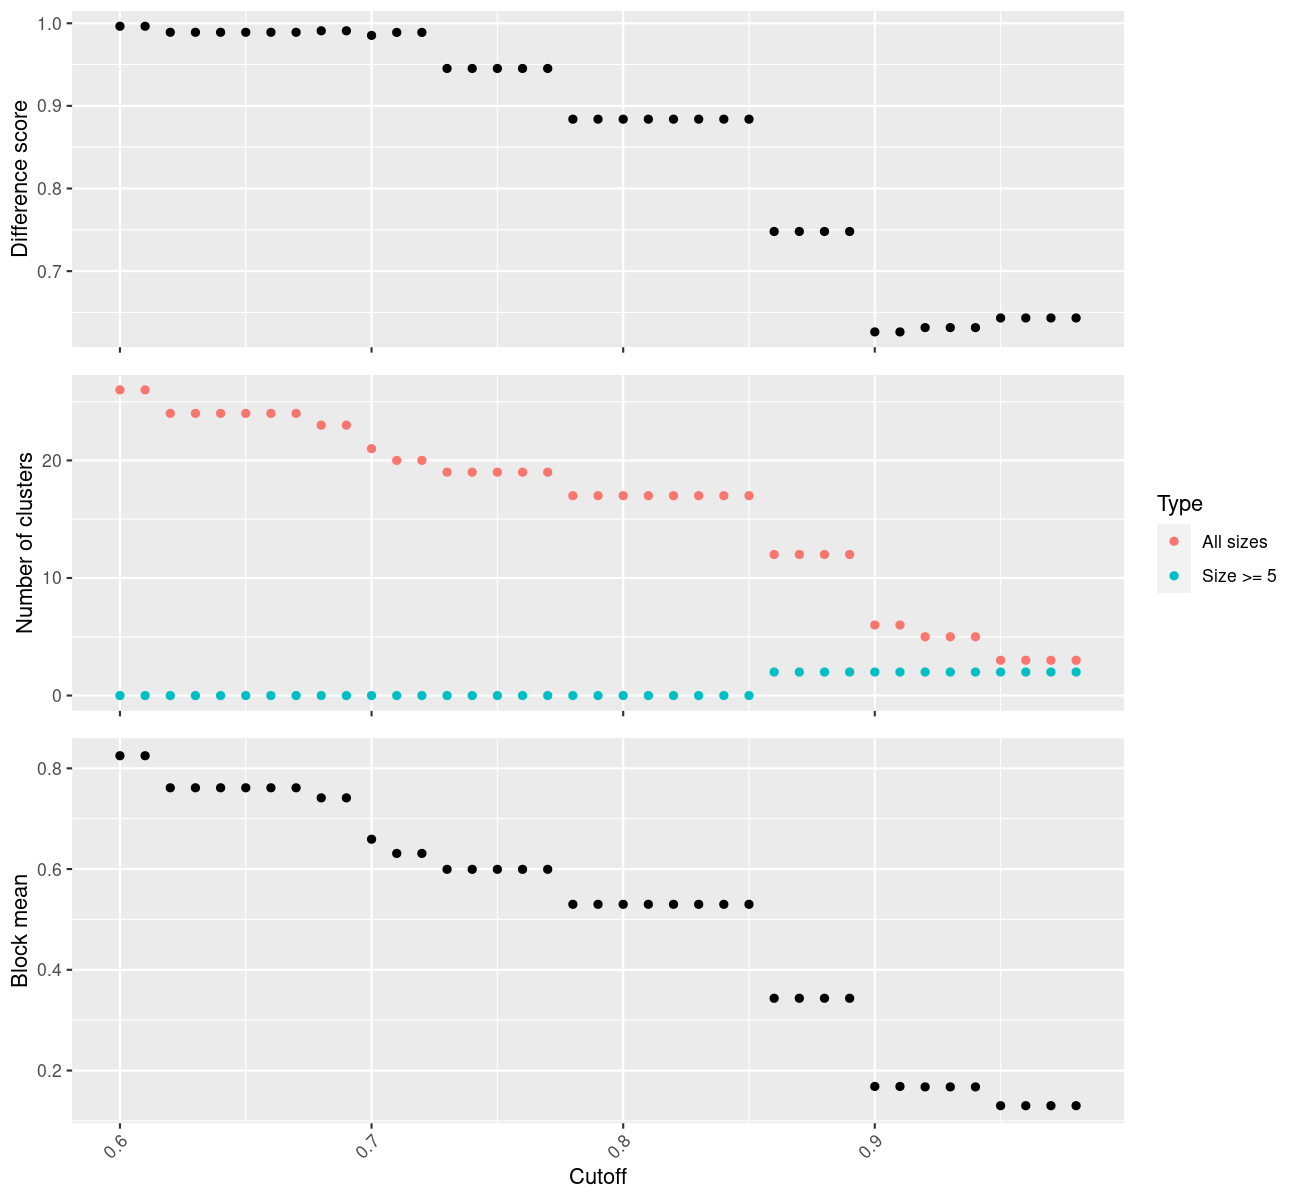 1.0
0.9
0.8
0.7
Difference score
20
10
0
Number of clusters
Type
All sizes
Size >= 5
0.8
0.6
0.4
0.2
Block mean
0.6
0.7
0.8
0.9
Cutoff